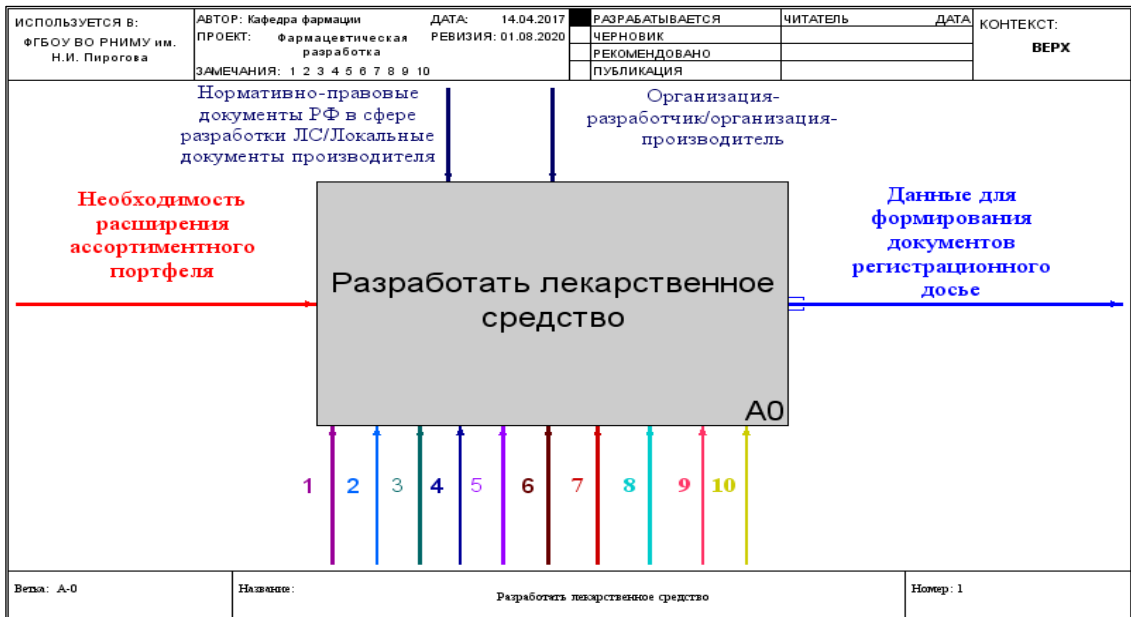 ИСПОЛЬЗУЕТСЯ В:
ФГБОУ ВО РНИМУ им.
Н.И. Пирогова
АВТОР: Кафедра фармации
ДАТА: 14.04.2017
ПРОЕКТ: Фармацевтическая
разработка
РЕВИЗИЯ: 01.08.2020
ЗАМЕЧАНИЯ: 1 2 3 4 5 6 7 8 9 10
РАЗРАБАТЫВАЕТСЯ
ЧЕРНОВИК
РЕКОМЕНДОВАНО
ПУБЛИКАЦИЯ
ЧИТАТЕЛЬ ДАТА
КОНТЕКСТ:
ВЕРХ
Нормативно-правовые
документы РФ в сфере
разработки ЛС/Локальные
документы производителя
Организация-
разработчик/организация-
производитель
Необходимость
расширения
ассортиментного
портфеля
Данные для
формирования
документов
регистрационного
досье
Разработать лекарственное
средство
A0
1 2 3 4 5 6 7 8 9 10
Ветка: A-0
Название:
Разработать лекарственное средство
Номер: 1